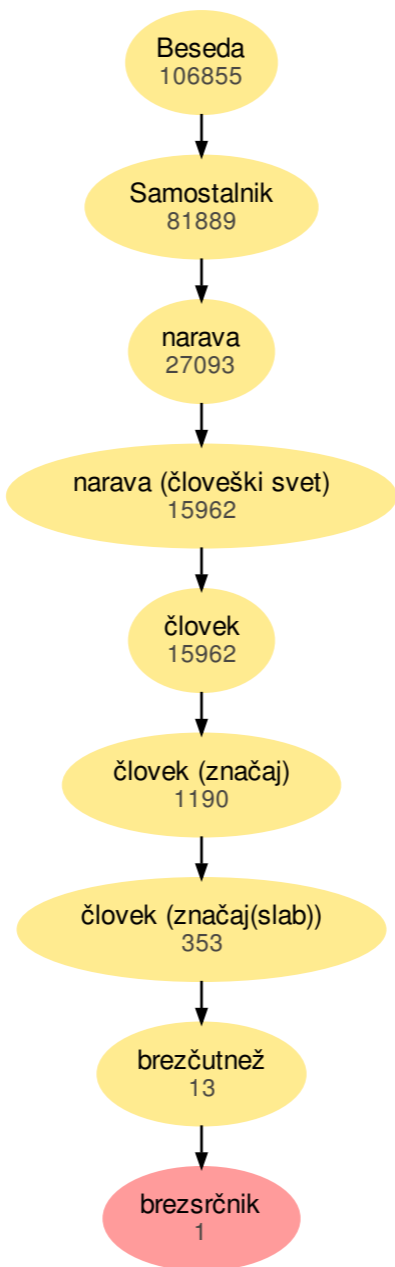 Beseda
106855
Samostalnik
81889
narava
27093
narava (človeški svet)
15962
človek
15962
človek (značaj)
1190
človek (značaj(slab))
353
brezčutnež
13
brezsrčnik
1